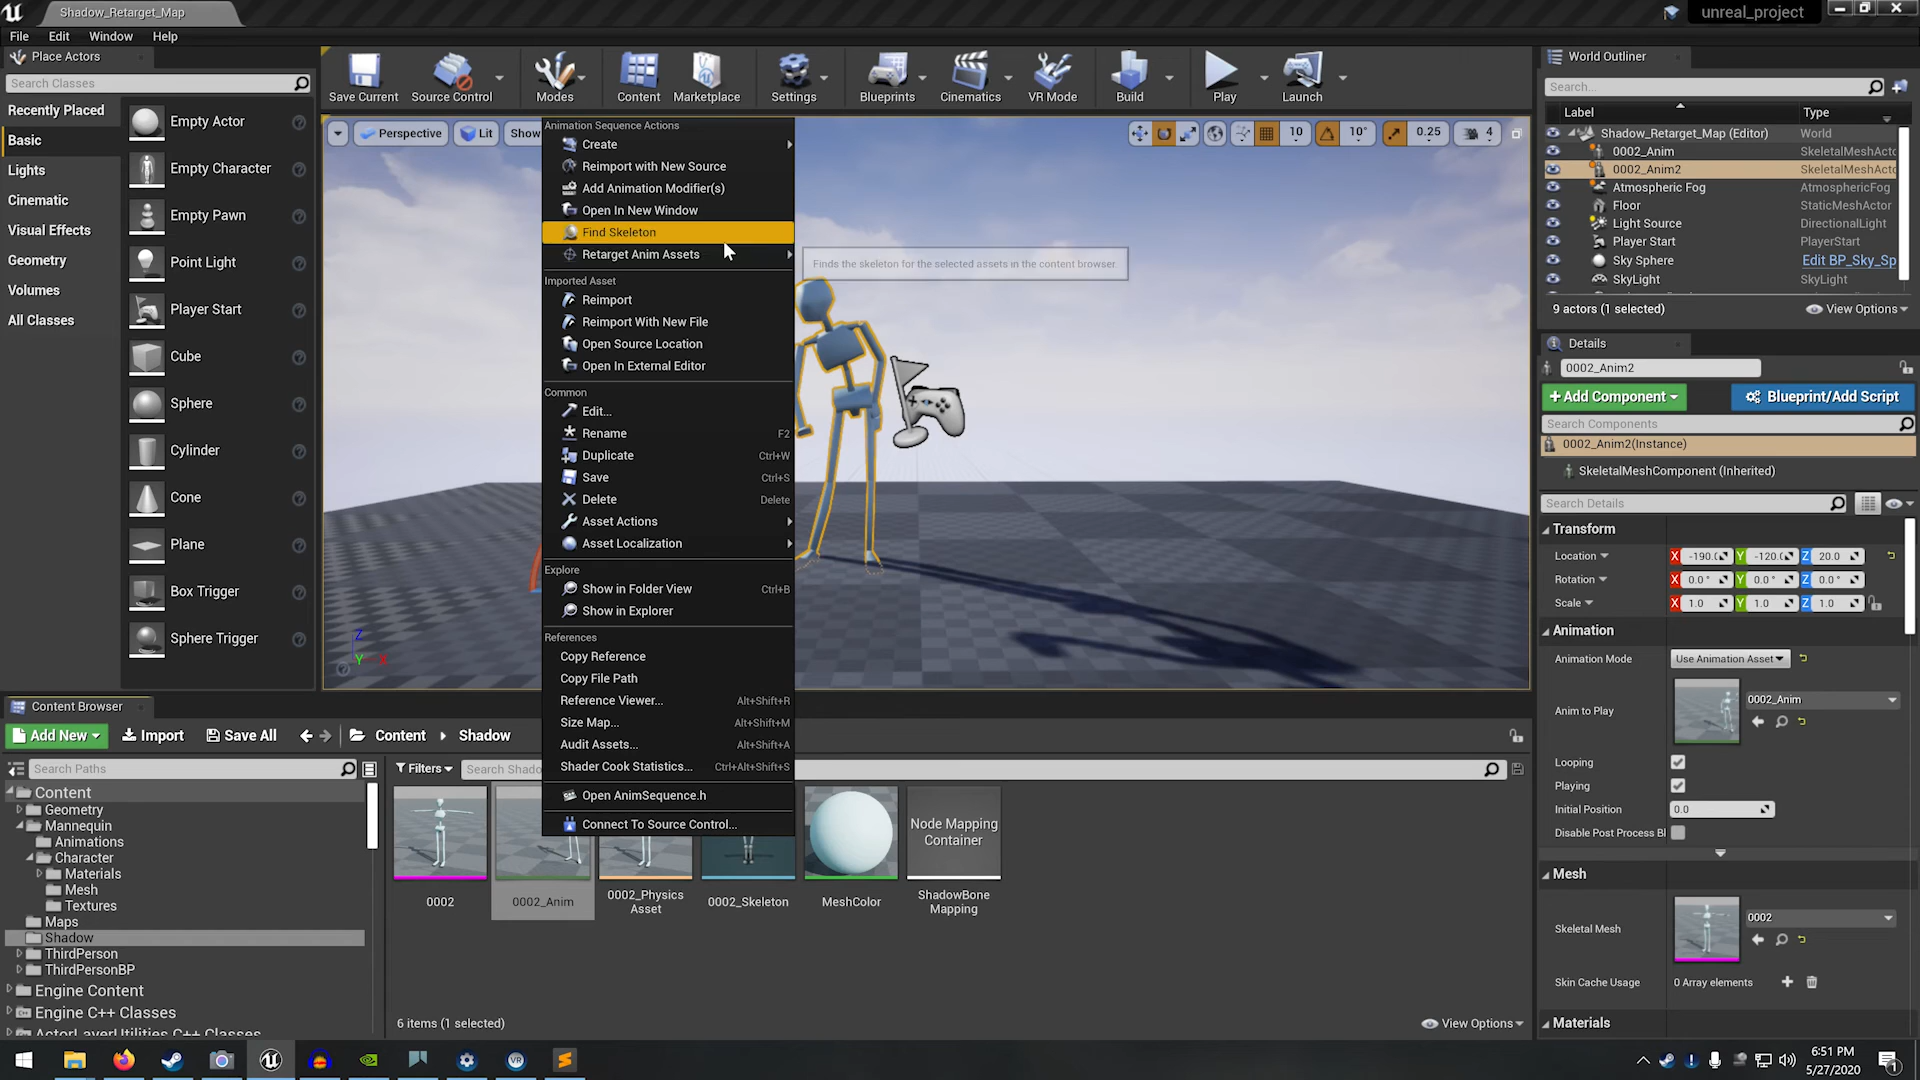 Shadow_Retarget_Map
unreal_project
File Edit Window Help
Place Actors
Search Classes
Recently Placed
Basic
Lights
Cinematic
Visual Effects
Geometry
Volumes
All Classes
Empty Actor
Empty Character
Empty Pawn
Point Light
Player Start
Cube
Sphere
Cylinder
Cone
Plane
Box Trigger
Sphere Trigger
Save Current Source Control Modes Content Marketplace Settings Blueprints Cinematics VR Mode Build Play Launch
Perspective Lit Show 10 10° 0.25 4
Animation Sequence Actions
Create
Reimport with New Source
Add Animation Modifier(s)
Open In New Window
Find Skeleton
Retarget Anim Assets
Finds the skeleton for the selected assets in the content browser.
Imported Asset
Reimport
Reimport With New File
Open Source Location
Open In External Editor
Common
Edit...
Rename F2
Duplicate Ctrl+W
Save Ctrl+S
Delete Delete
Asset Actions
Asset Localization
Explore
Show in Folder View Ctrl+B
Show in Explorer
References
Copy Reference
Copy File Path
Reference Viewer... Alt+Shift+R
Size Map... Alt+Shift+M
Audit Assets... Alt+Shift+A
Shader Cook Statistics... Ctrl+Alt+Shift+S
Open AnimSequence.h
Connect To Source Control...
Z
Y
World Outliner
Search...
Label Type
Shadow_Retarget_Map (Editor) World
0002_Anim SkeletalMeshActo
0002_Anim2 SkeletalMeshActo
Atmospheric Fog AtmosphericFog
Floor StaticMeshActor
Light Source DirectionalLight
Player Start PlayerStart
Sky Sphere Edit BP_Sky_Sp
SkyLight SkyLight
9 actors (1 selected) View Options
Details
0002_Anim2
+Add Component Blueprint/Add Script
Search Components
0002_Anim2(Instance)
SkeletalMeshComponent (Inherited)
Search Details
Transform
Location X -190.0 Y -120.0 Z 20.0
Rotation X 0.0° Y 0.0° Z 0.0°
Scale X 1.0 Y 1.0 Z 1.0
Animation
Animation Mode Use Animation Asset
Anim to Play 0002_Anim
Looping
Playing
Initial Position 0.0
Disable Post Process Bl
Mesh
Skeletal Mesh 0002
Skin Cache Usage 0 Array elements
Materials
Content Browser
Add New Import Save All Content Shadow
Search Paths
Filters Search Shado
Content
Geometry
Mannequin
Animations
Character
Materials
Mesh
Textures
Maps
Shadow
ThirdPerson
ThirdPersonBP
Engine Content
Engine C++ Classes
ActorLayerUtilities C++ Classes
0002
0002_Anim
0002_Physics
Asset
0002_Skeleton
MeshColor
Node Mapping
Container
ShadowBone
Mapping
6 items (1 selected) View Options
6:51 PM
5/27/2020
VR
1